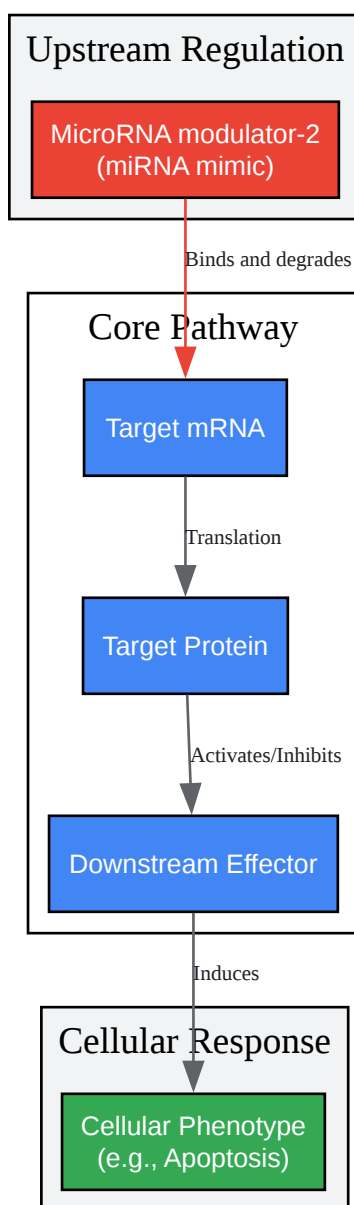 Upstream Regulation
MicroRNA modulator-2
(miRNA mimic)
Binds and degrades
Core Pathway
Target mRNA
Translation
Target Protein
Activates/Inhibits
Downstream Effector
Induces
Cellular Response
Cellular Phenotype
(e.g., Apoptosis)